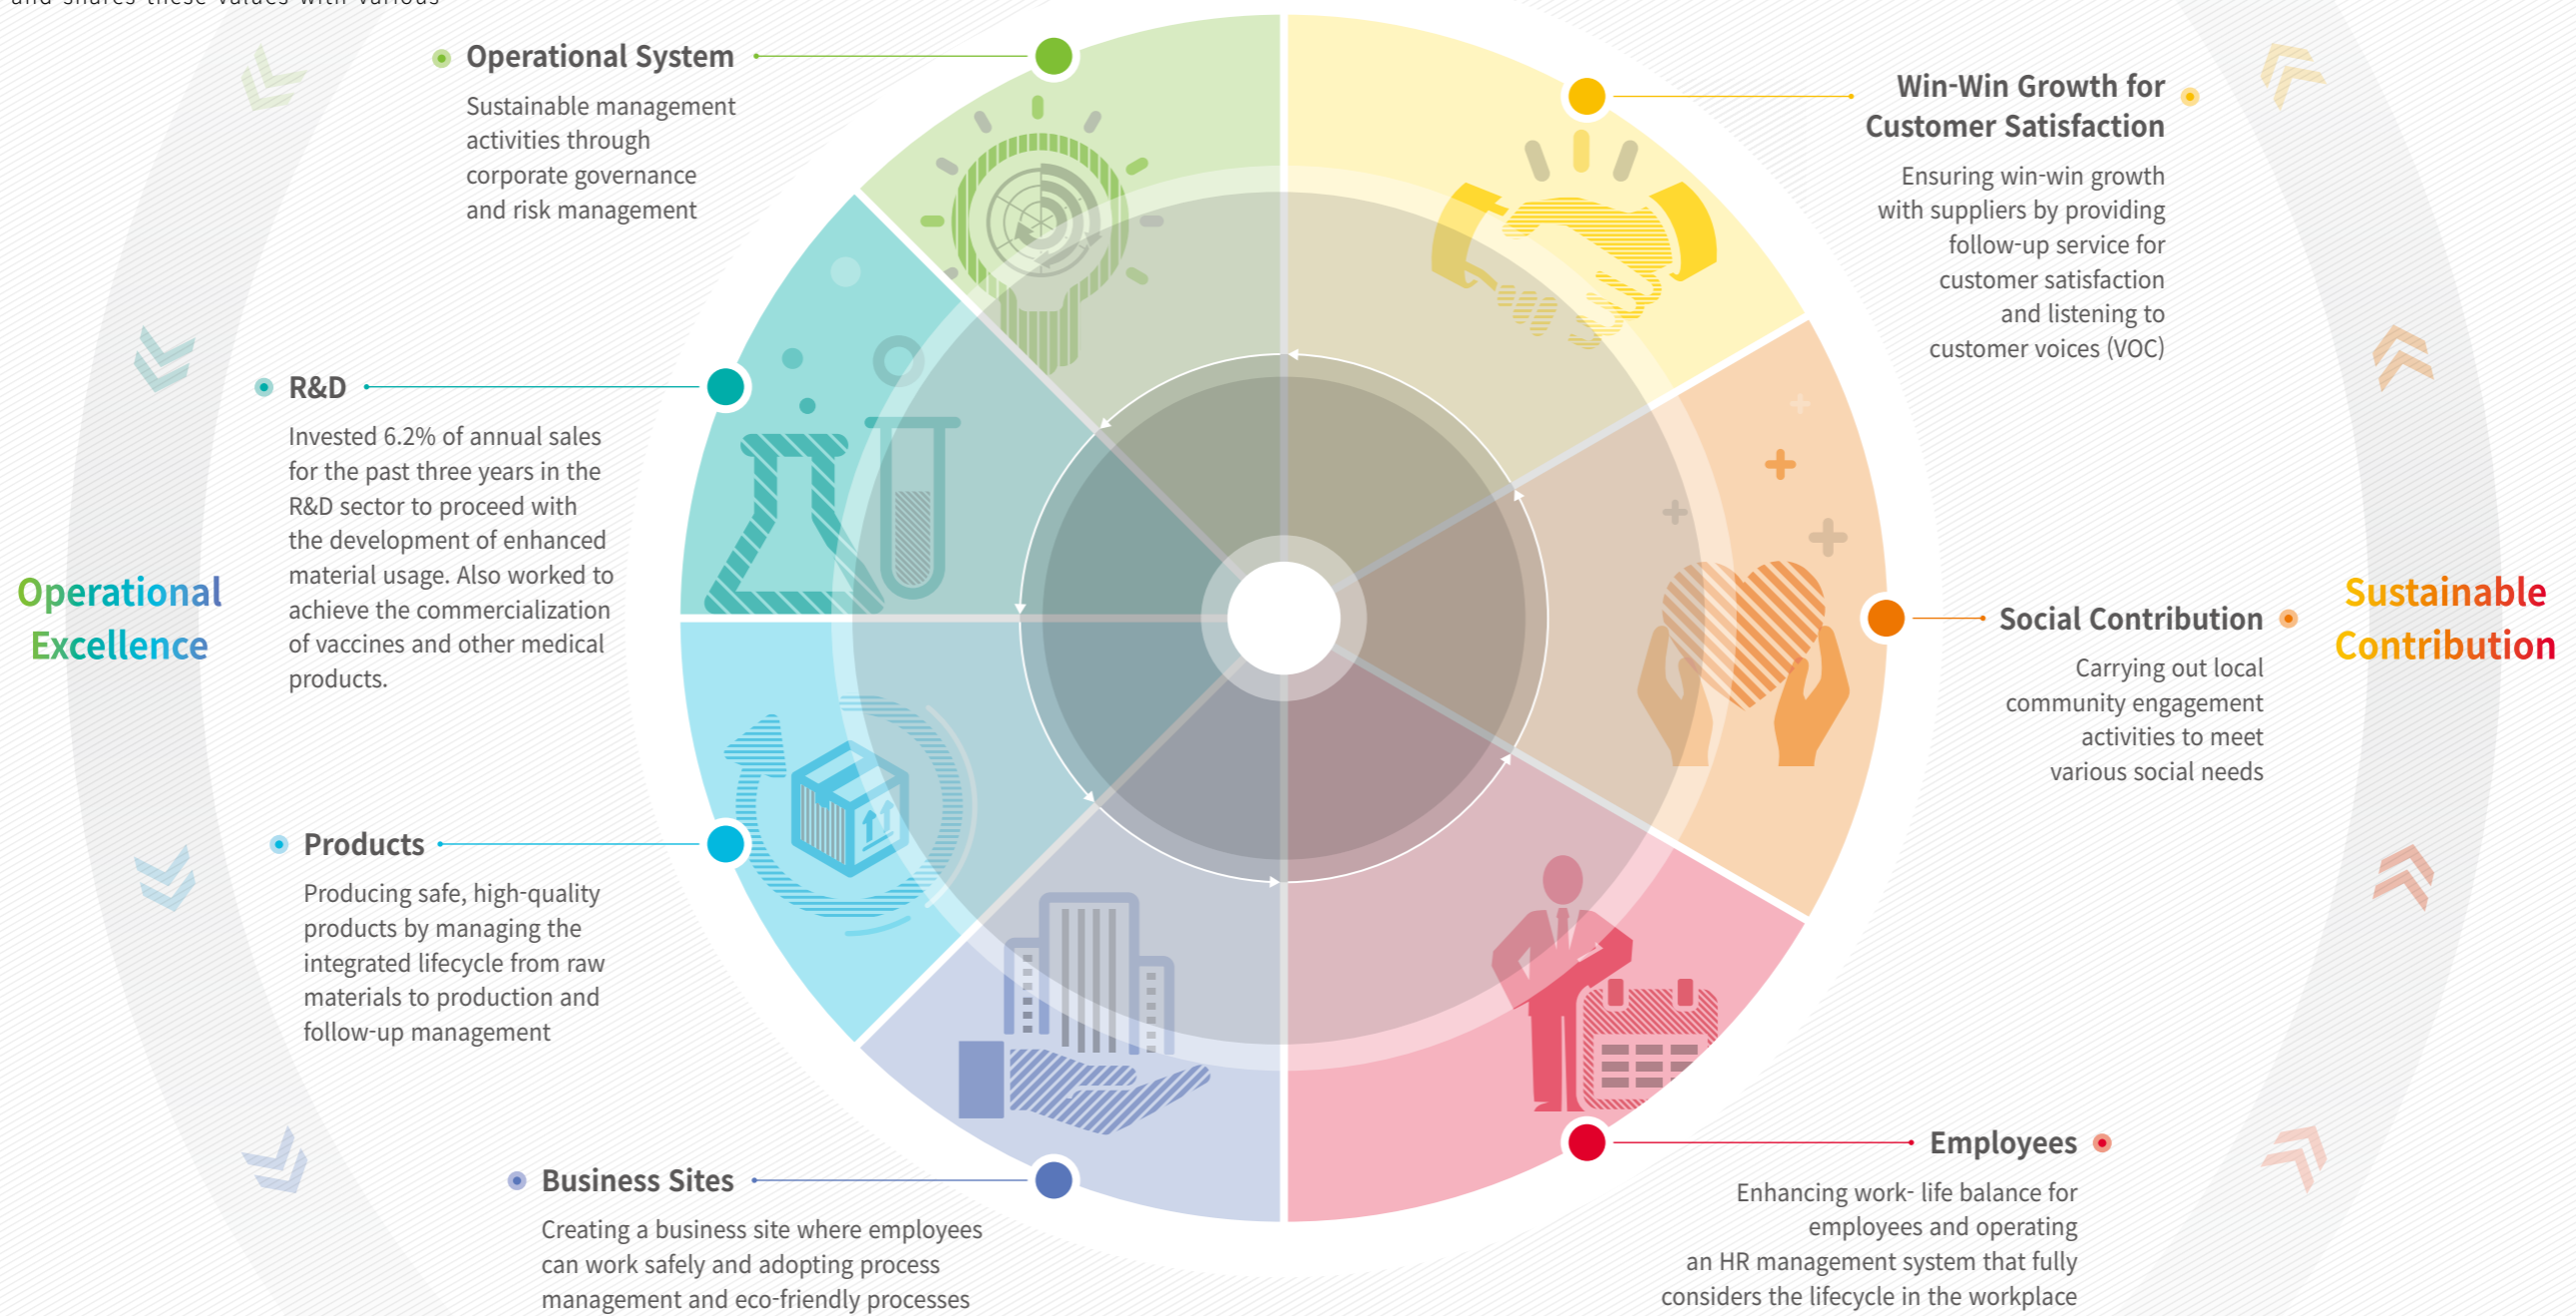 and shares these values with various
Operational System
Sustainable management
activities through
corporate governance
and risk management
R&D
Invested 6.2% of annual sales
for the past three years in the
R&D sector to proceed with
the development of enhanced
material usage. Also worked to
achieve the commercialization
of vaccines and other medical
products.
Operational
Excellence
Products
Producing safe, high-quality
products by managing the
integrated lifecycle from raw
materials to production and
follow-up management
Business Sites
Creating a business site where employees
can work safely and adopting process
management and eco-friendly processes
Win-Win Growth for
Customer Satisfaction
Ensuring win-win growth
with suppliers by providing
follow-up service for
customer satisfaction
and listening to
customer voices (VOC)
Social Contribution
Carrying out local
community engagement
activities to meet
various social needs
Sustainable
Contribution
Employees
Enhancing work- life balance for
employees and operating
an HR management system that fully
considers the lifecycle in the workplace